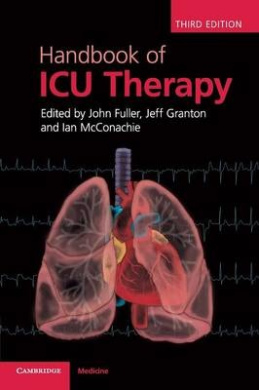 THIRD EDITION
Handbook of
ICU Therapy
Edited by John Fuller, Jeff Granton
and Ian McConachie
CAMBRIDGE Medicine